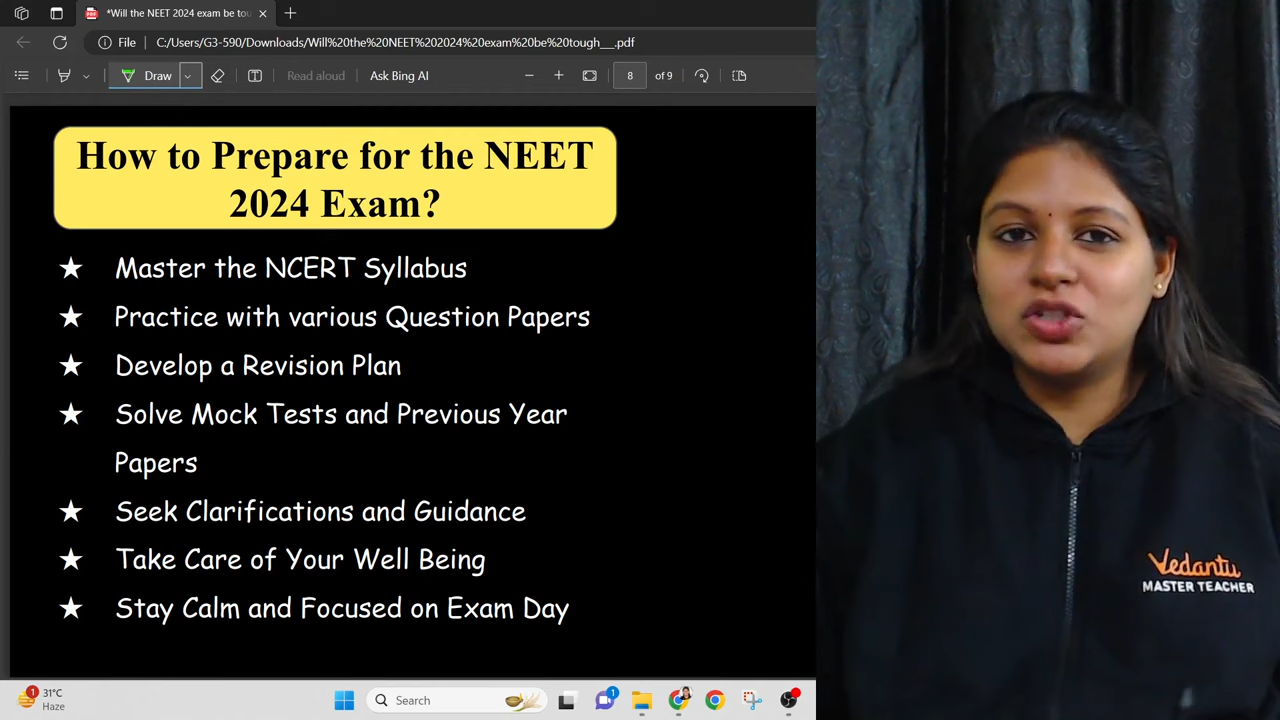 *Will the NEET 2024 exam be tou
File
C:/Users/G3-590/Downloads/Will%20the%20NEET%202024%20exam%20be%20tough___.pdf
Draw
Read aloud
Ask Bing AI
8
of 9
How to Prepare for the NEET
2024 Exam?
★ Master the NCERT Syllabus
★ Practice with various Question Papers
★ Develop a Revision Plan
★ Solve Mock Tests and Previous Year
Papers
★ Seek Clarifications and Guidance
★ Take Care of Your Well Being
★ Stay Calm and Focused on Exam Day
Vedantu
MASTER TEACHER
1
31°C
Haze
Search
1